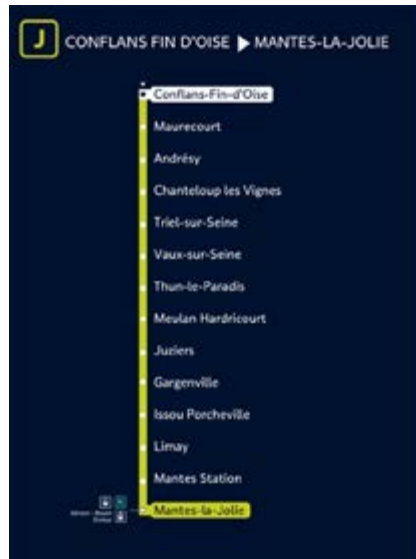 J CONFLANS FIN D'OISE ▶ MANTES-LA-JOLIE
Conflans-Fin-d'Oise
Maurecourt
Andrésy
Chanteloup les Vignes
Triel-sur-Seine
Vaux-sur-Seine
Thun-le-Paradis
Meulan Hardricourt
Juziers
Gargenville
Issou Porcheville
Limay
Mantes Station
Mantes-la-Jolie